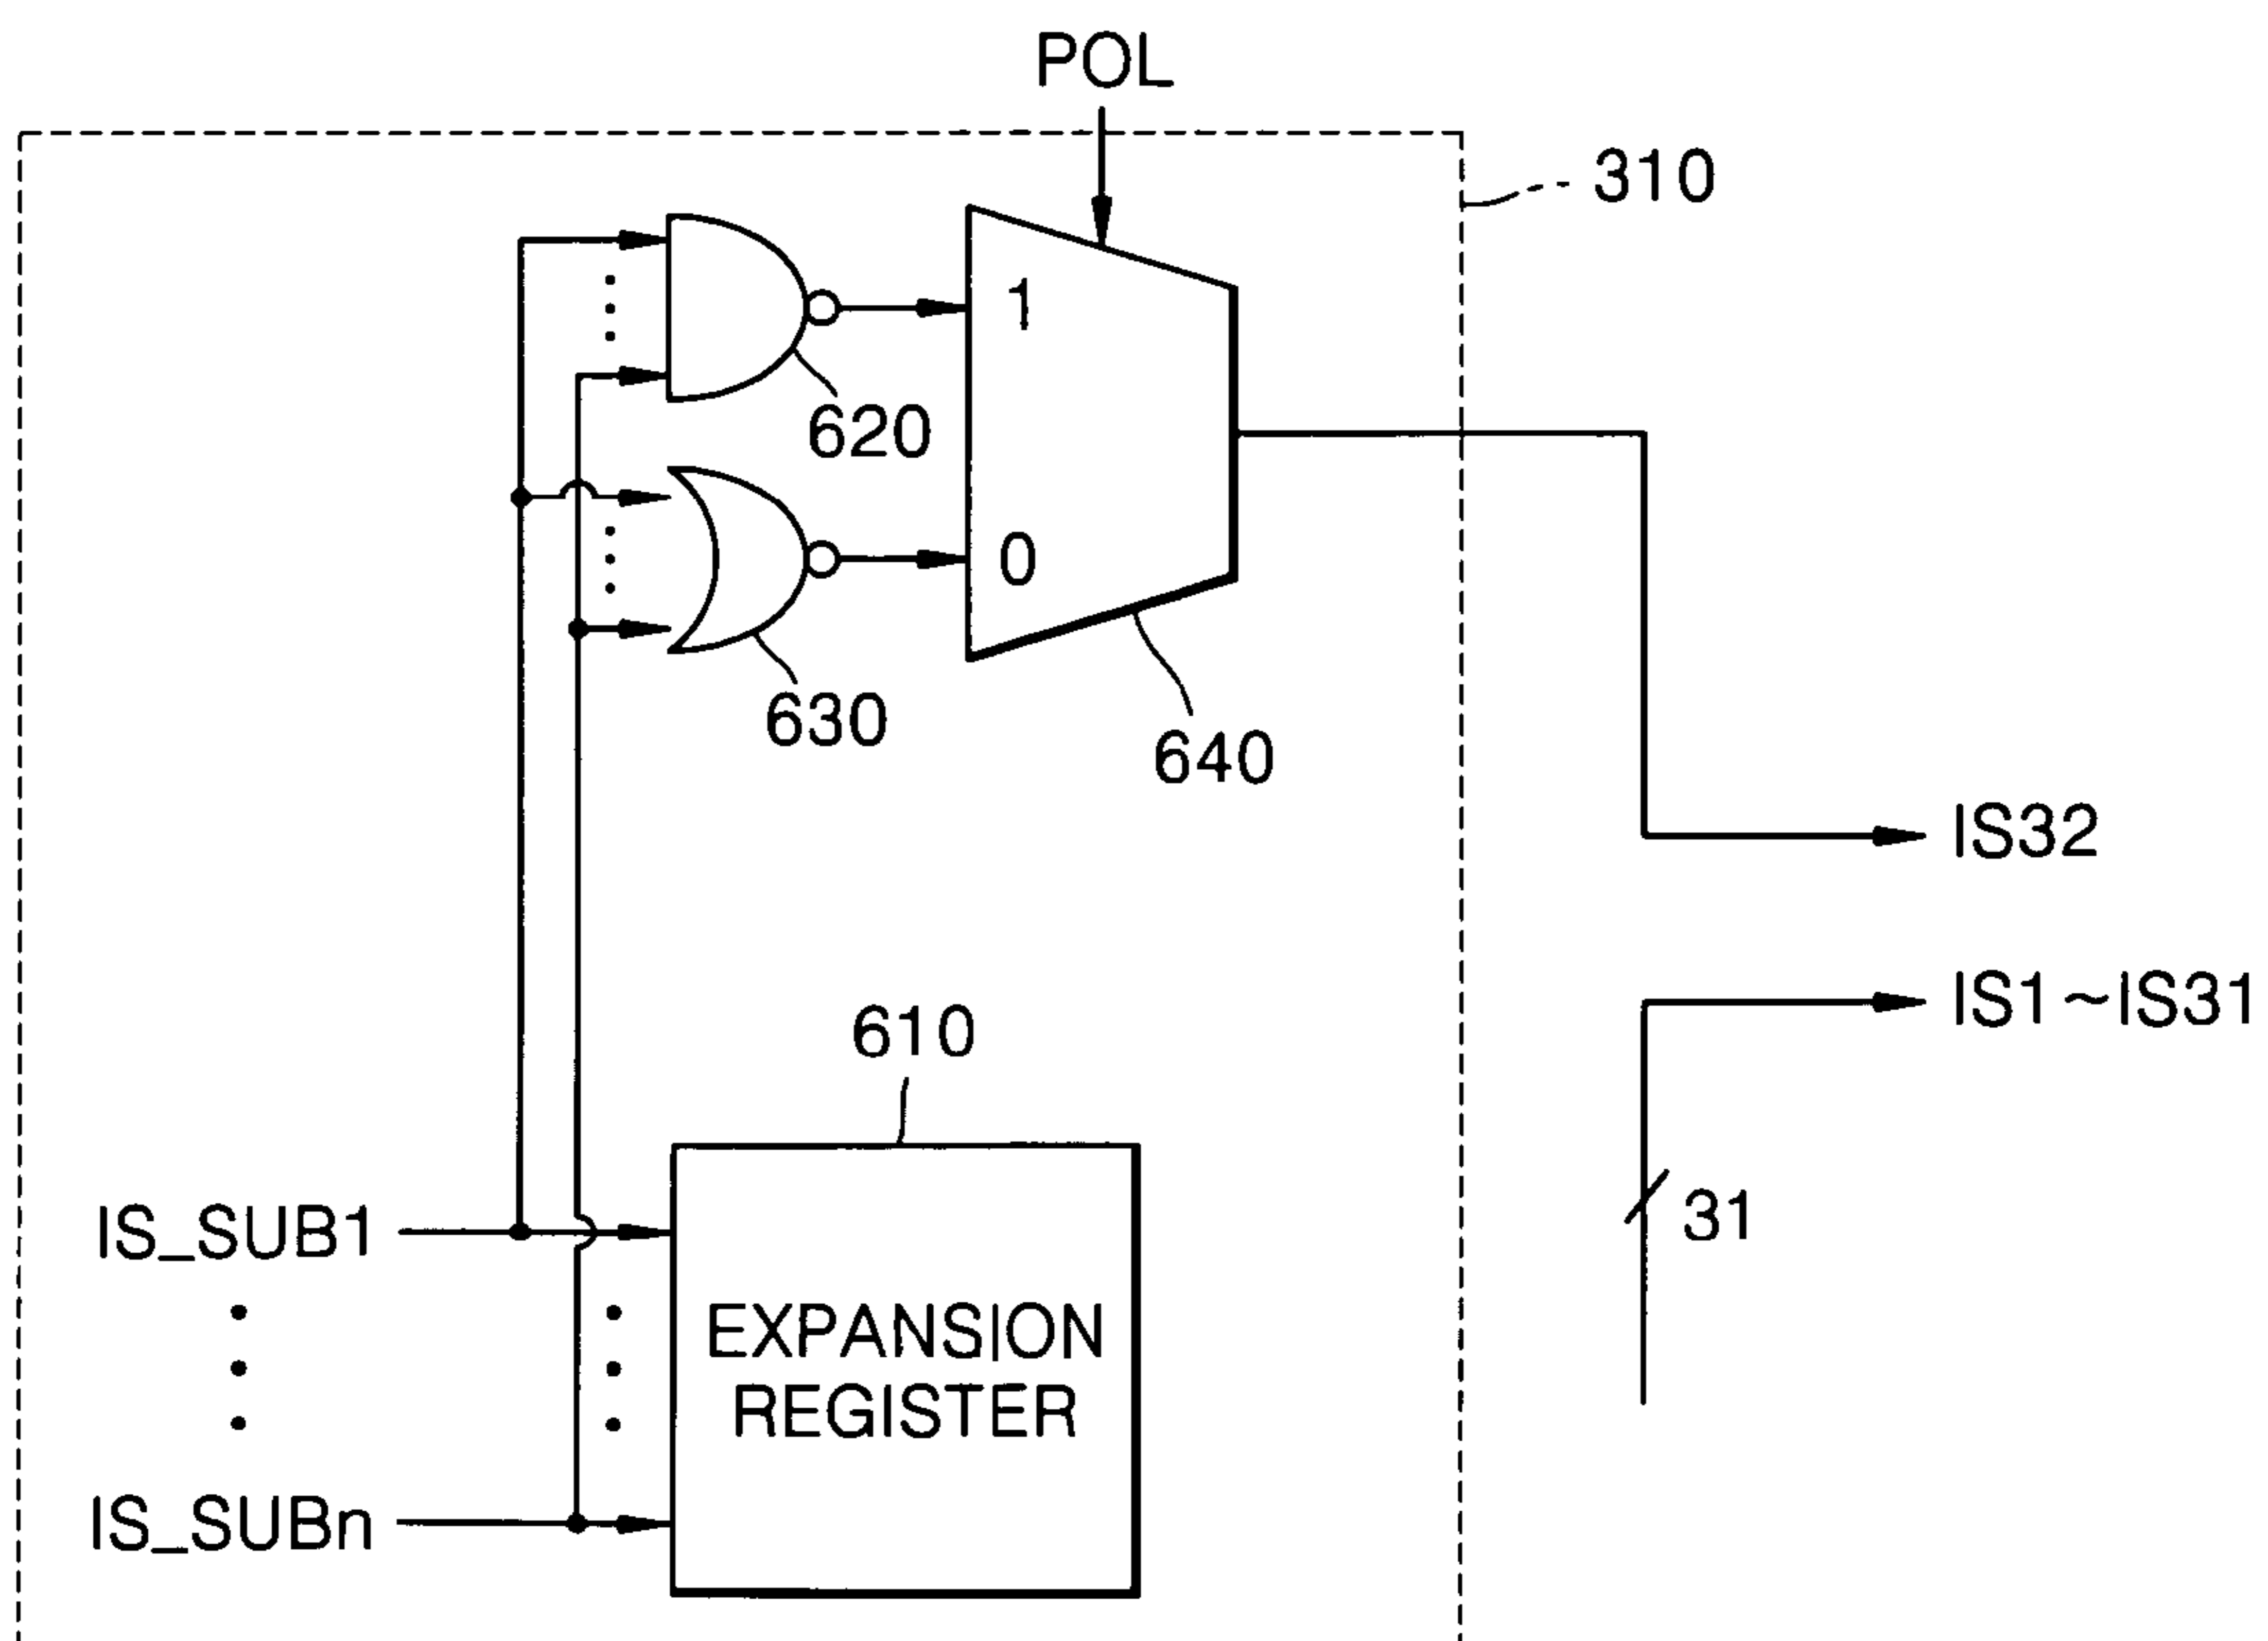 POL
310
1
620
0
630
640
IS32
IS1~IS31
610
31
IS_SUB1
EXPANSION
REGISTER
IS_SUBn